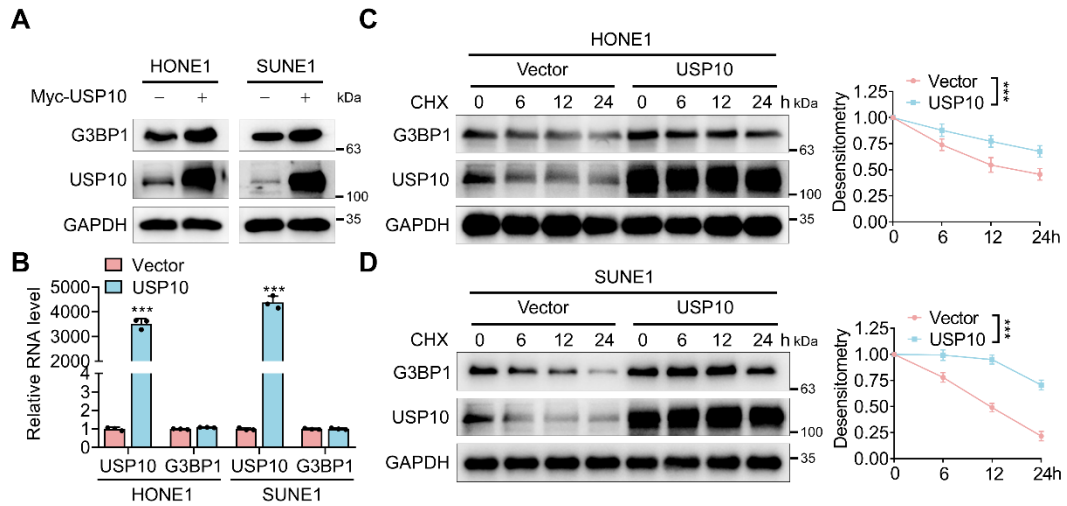 A
HONE1 SUNE1
Myc-USP10 − + − + kDa
G3BP1
63
USP10
100
GAPDH
35
B
Vector
USP10
Relative RNA level
5000
4000
3000
2000
4
3
2
1
0
***
***
USP10 G3BP1 USP10 G3BP1
HONE1 SUNE1
C
HONE1
Vector USP10
CHX 0 6 12 24 0 6 12 24 h kDa
G3BP1
63
USP10
100
GAPDH
35
Vector
USP10
***
Desensitometry
1.25
1.00
0.75
0.50
0.25
0.00
0 6 12 24h
D
SUNE1
Vector USP10
CHX 0 6 12 24 0 6 12 24 h kDa
G3BP1
63
USP10
100
GAPDH
35
Vector
USP10
***
Desensitometry
1.25
1.00
0.75
0.50
0.25
0.00
0 6 12 24h